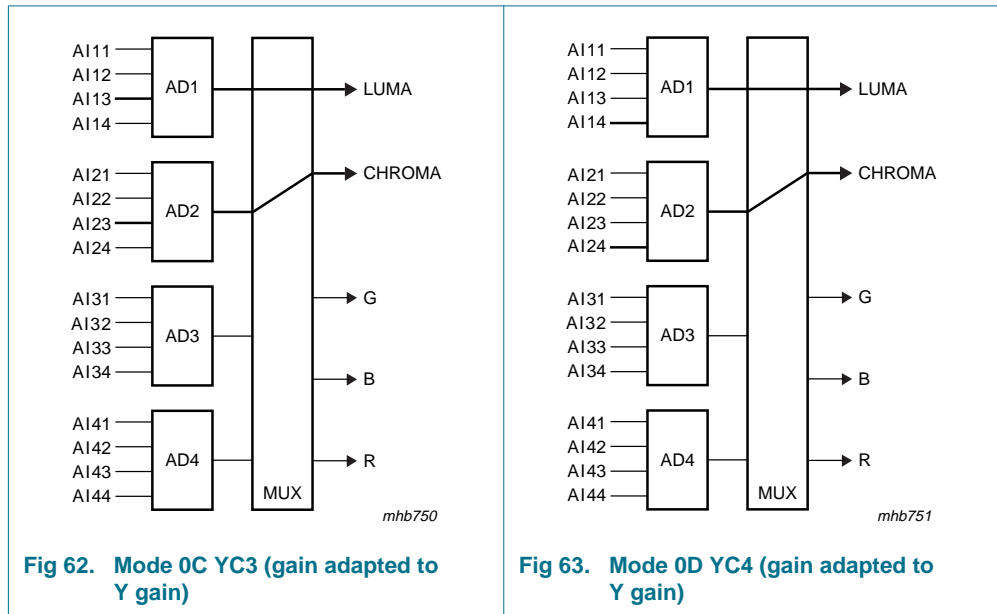 AI11
AI12
AI13
AI14
AD1
LUMA
AI21
AI22
AI23
AI24
AD2
CHROMA
AI31
AI32
AI33
AI34
AD3
G
B
AI41
AI42
AI43
AI44
AD4
R
MUX
mhb750
Fig 62. Mode 0C YC3 (gain adapted to
Y gain)
AI11
AI12
AI13
AI14
AD1
LUMA
AI21
AI22
AI23
AI24
AD2
CHROMA
AI31
AI32
AI33
AI34
AD3
G
B
AI41
AI42
AI43
AI44
AD4
R
MUX
mhb751
Fig 63. Mode 0D YC4 (gain adapted to
Y gain)